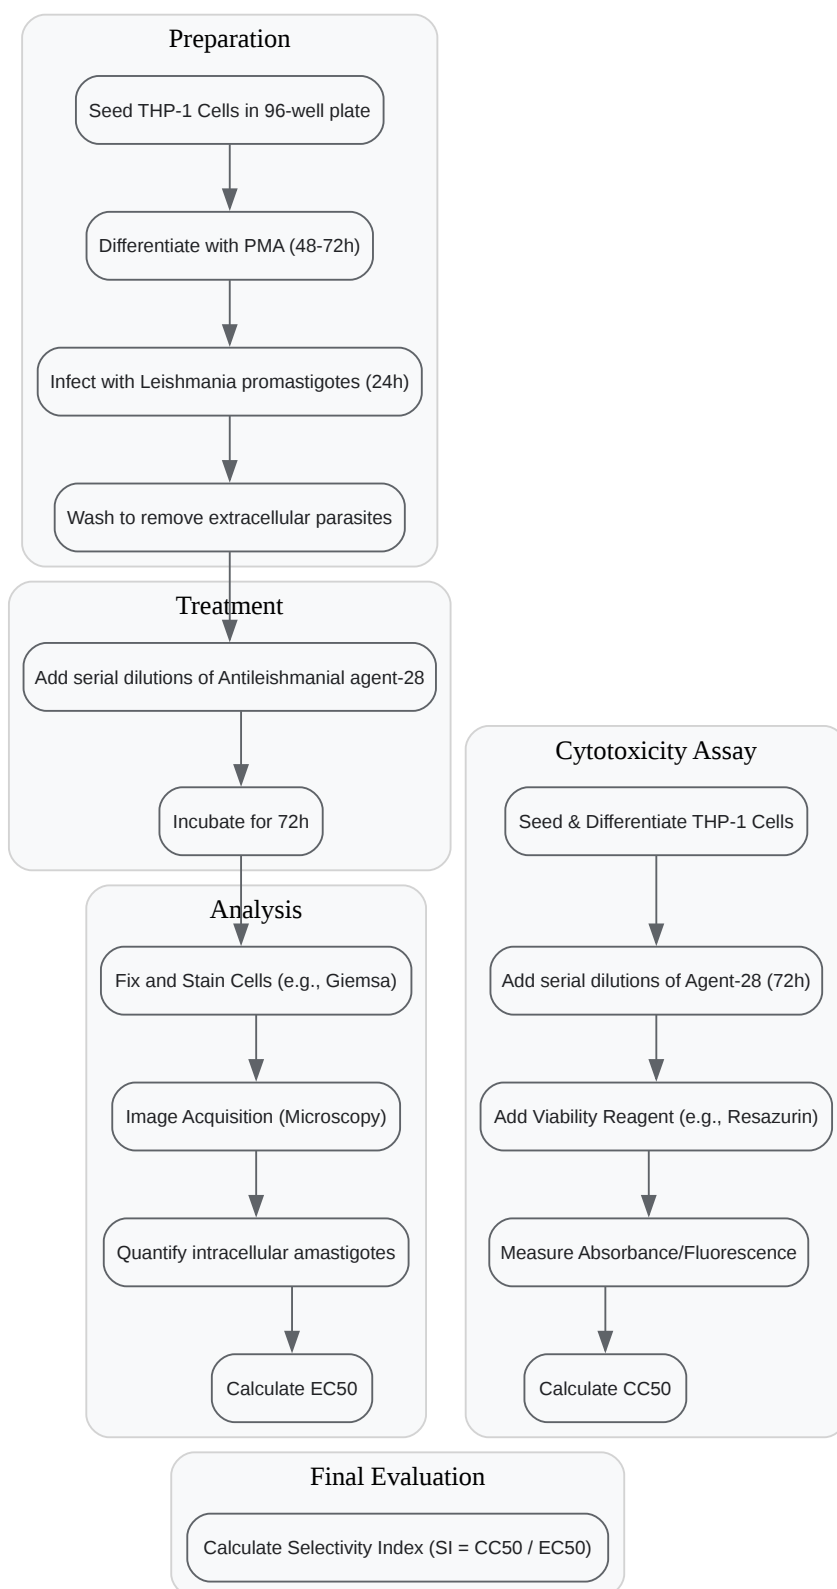 Preparation
Seed THP-1 Cells in 96-well plate
Differentiate with PMA (48-72h)
Infect with Leishmania promastigotes (24h)
Wash to remove extracellular parasites
Treatment
Add serial dilutions of Antileishmanial agent-28
Incubate for 72h
Analysis
Fix and Stain Cells (e.g., Giemsa)
Image Acquisition (Microscopy)
Quantify intracellular amastigotes
Calculate EC50
Cytotoxicity Assay
Seed & Differentiate THP-1 Cells
Add serial dilutions of Agent-28 (72h)
Add Viability Reagent (e.g., Resazurin)
Measure Absorbance/Fluorescence
Calculate CC50
Final Evaluation
Calculate Selectivity Index (SI = CC50 / EC50)